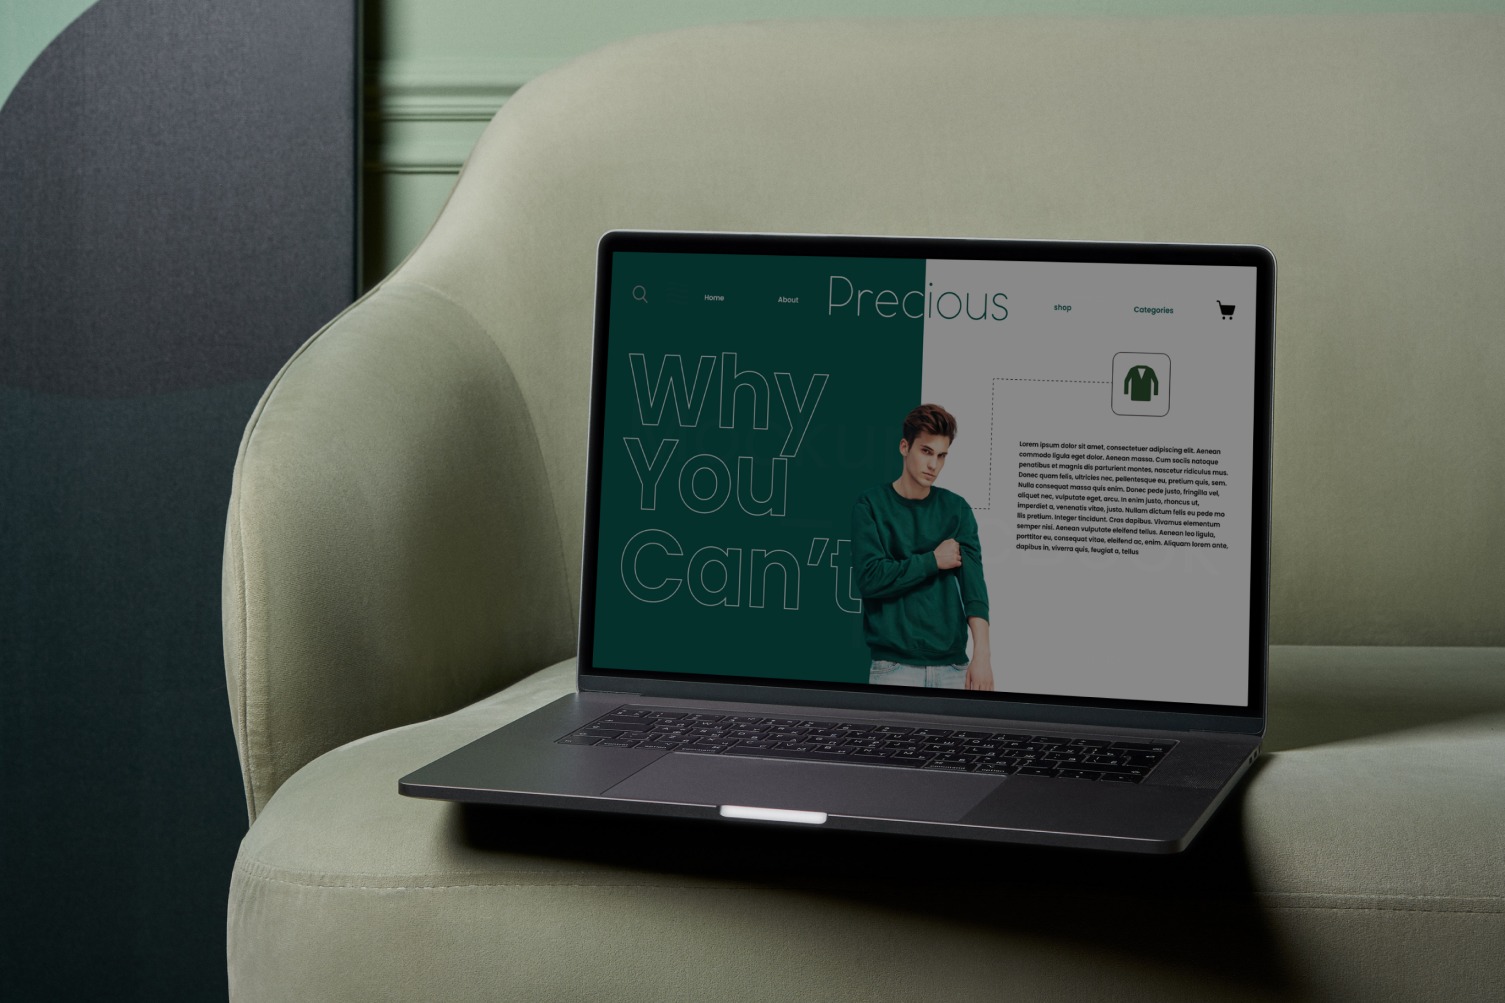 Home
About
Precious
shop
Categories
Why
You
Can't
Lorem ipsum dolor sit amet, consectetuer adipiscing elit. Aenean
commodo ligula eget dolor. Aenean massa. Cum sociis natoque
penatibus et magnis dis parturient montes, nascetur ridiculus mus.
Donec quam felis, ultricies nec, pellentesque eu, pretium quis, sem.
Nulla consequat massa quis enim. Donec pede justo, fringilla vel,
aliquet nec, vulputate eget, arcu. In enim justo, rhoncus ut,
imperdiet a, venenatis vitae, justo. Nullam dictum felis eu pede mo
llis pretium. Integer tincidunt. Cras dapibus. Vivamus elementum
semper nisi. Aenean vulputate eleifend tellus. Aenean leo ligula,
porttitor eu, consequat vitae, eleifend ac, enim. Aliquam lorem ante,
dapibus in, viverra quis, feugiat a, tellus